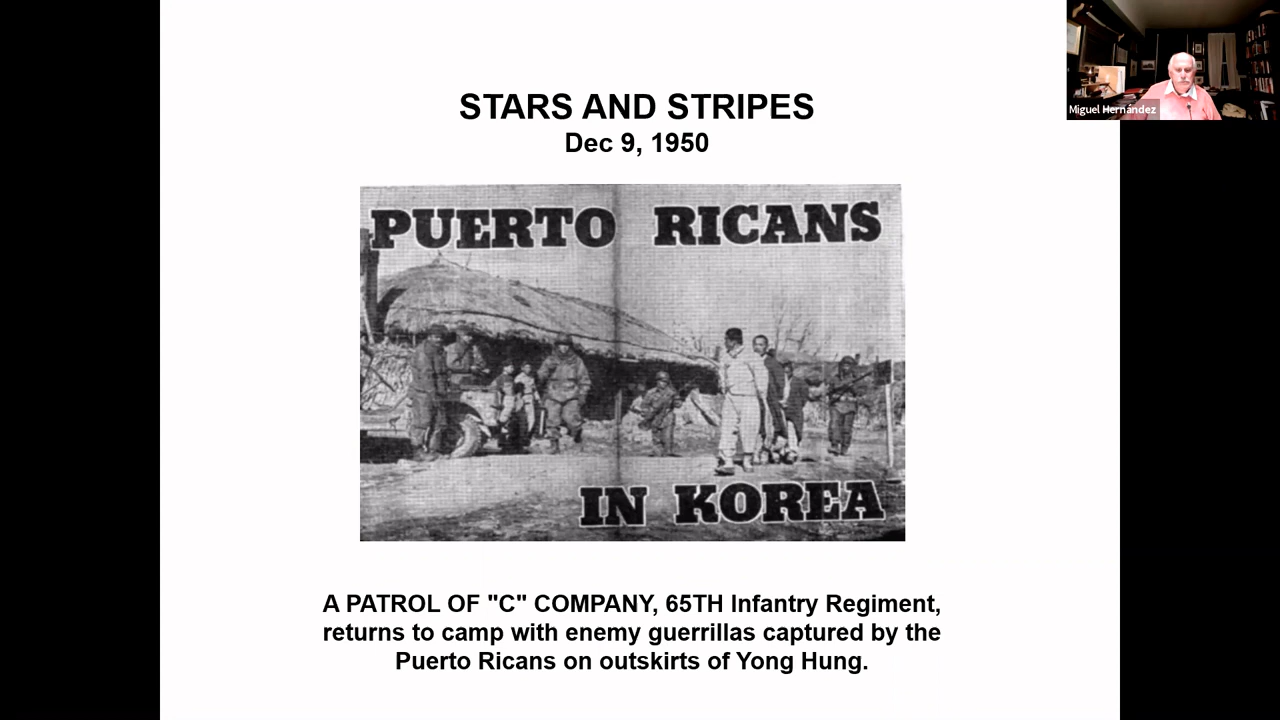 STARS AND STRIPES
Dec 9, 1950
Miguel Hernández
PUERTO RICANS
IN KOREA
A PATROL OF "C" COMPANY, 65TH Infantry Regiment,
returns to camp with enemy guerrillas captured by the
Puerto Ricans on outskirts of Yong Hung.